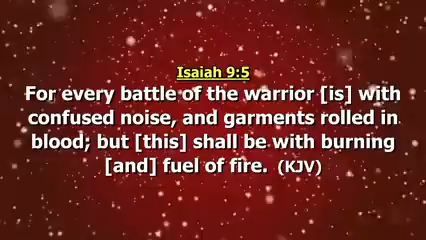 Isaiah 9:5
For every battle of the warrior [is] with
confused noise, and garments rolled in
blood; but [this] shall be with burning
[and] fuel of fire. (KJV)